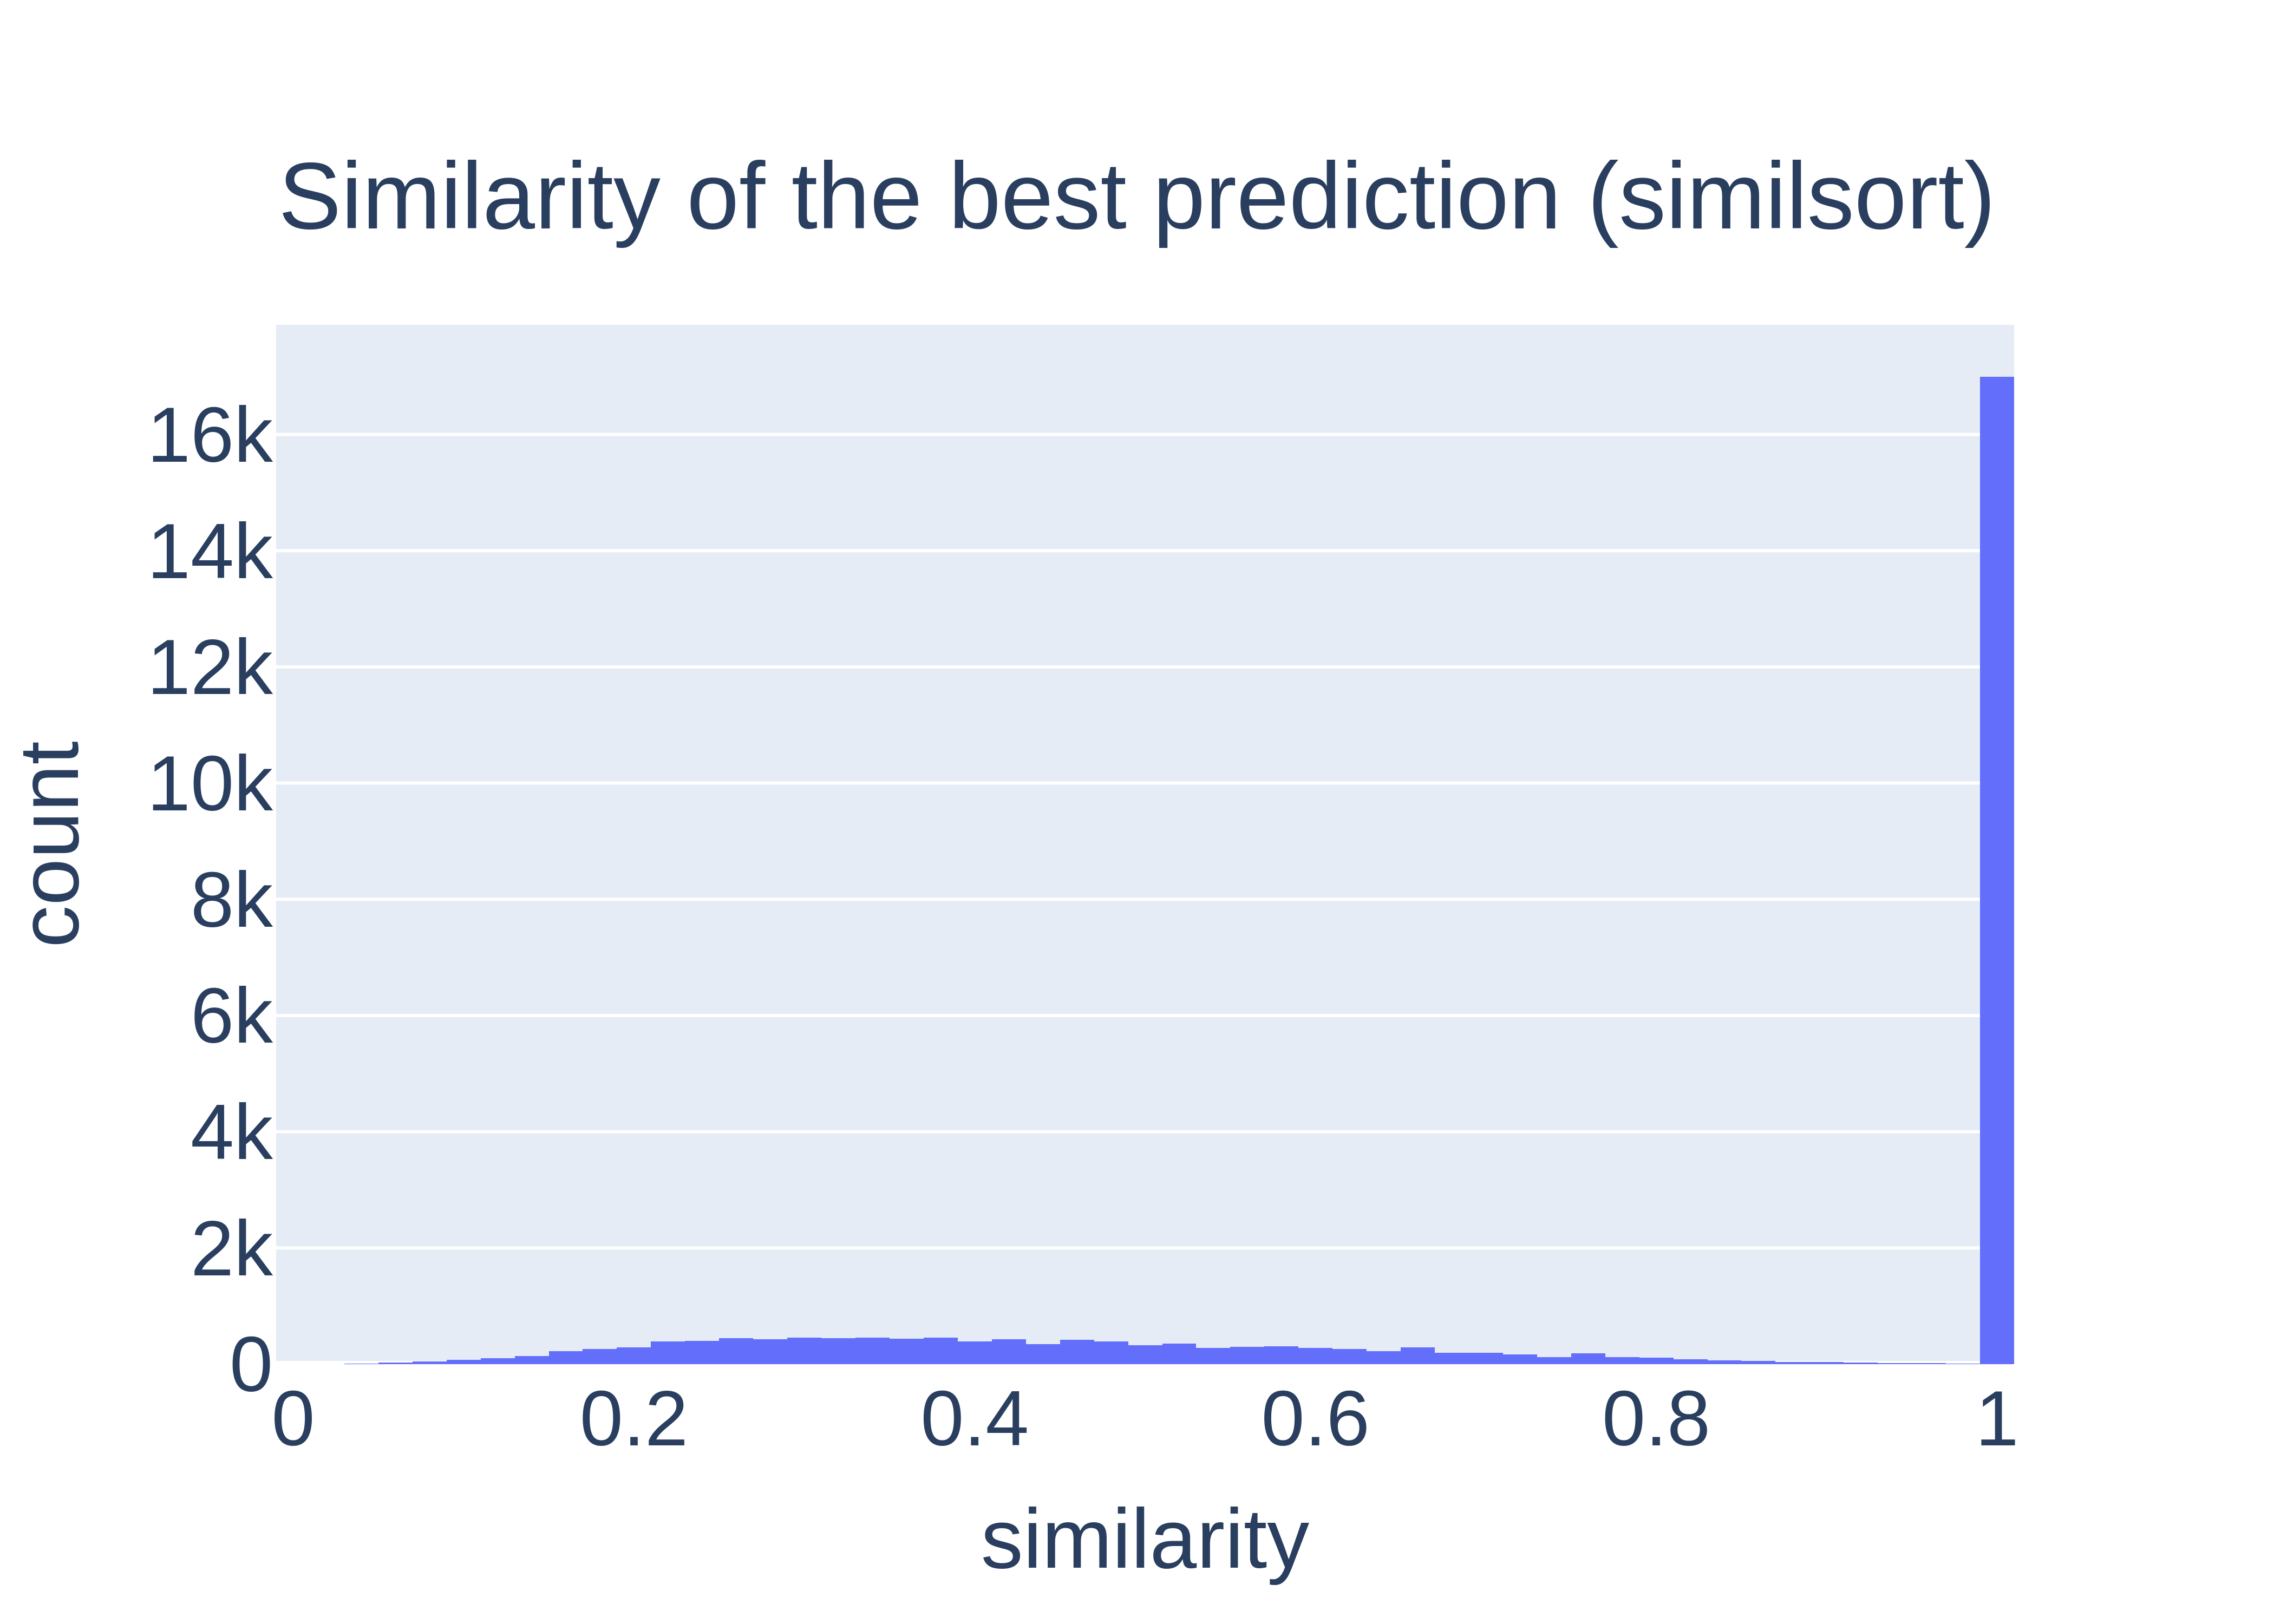 Similarity of the best prediction (similsort)
16k
14k
12k
10k
8k
6k
4k
2k
0
count
0 0.2 0.4 0.6 0.8 1
similarity